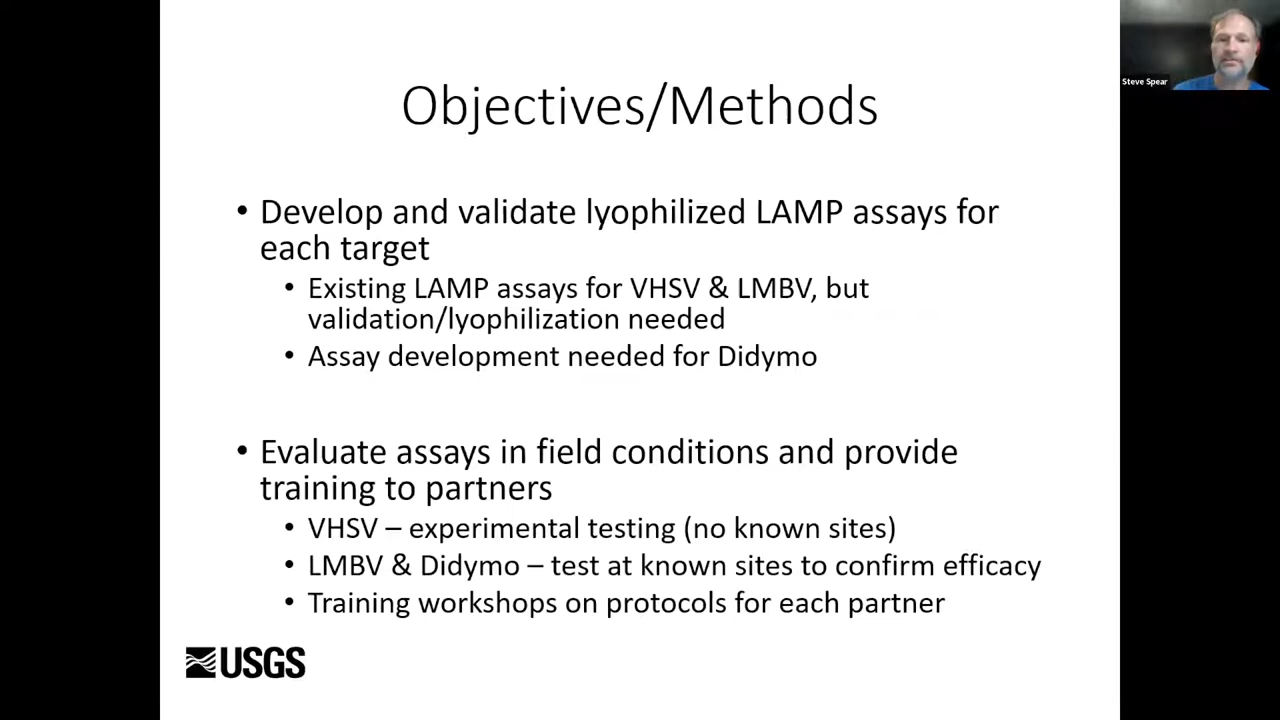 Steve Spear
Objectives/Methods
• Develop and validate lyophilized LAMP assays for
each target
• Existing LAMP assays for VHSV & LMBV, but
validation/lyophilization needed
• Assay development needed for Didymo
• Evaluate assays in field conditions and provide
training to partners
• VHSV – experimental testing (no known sites)
• LMBV & Didymo – test at known sites to confirm efficacy
• Training workshops on protocols for each partner
USGS